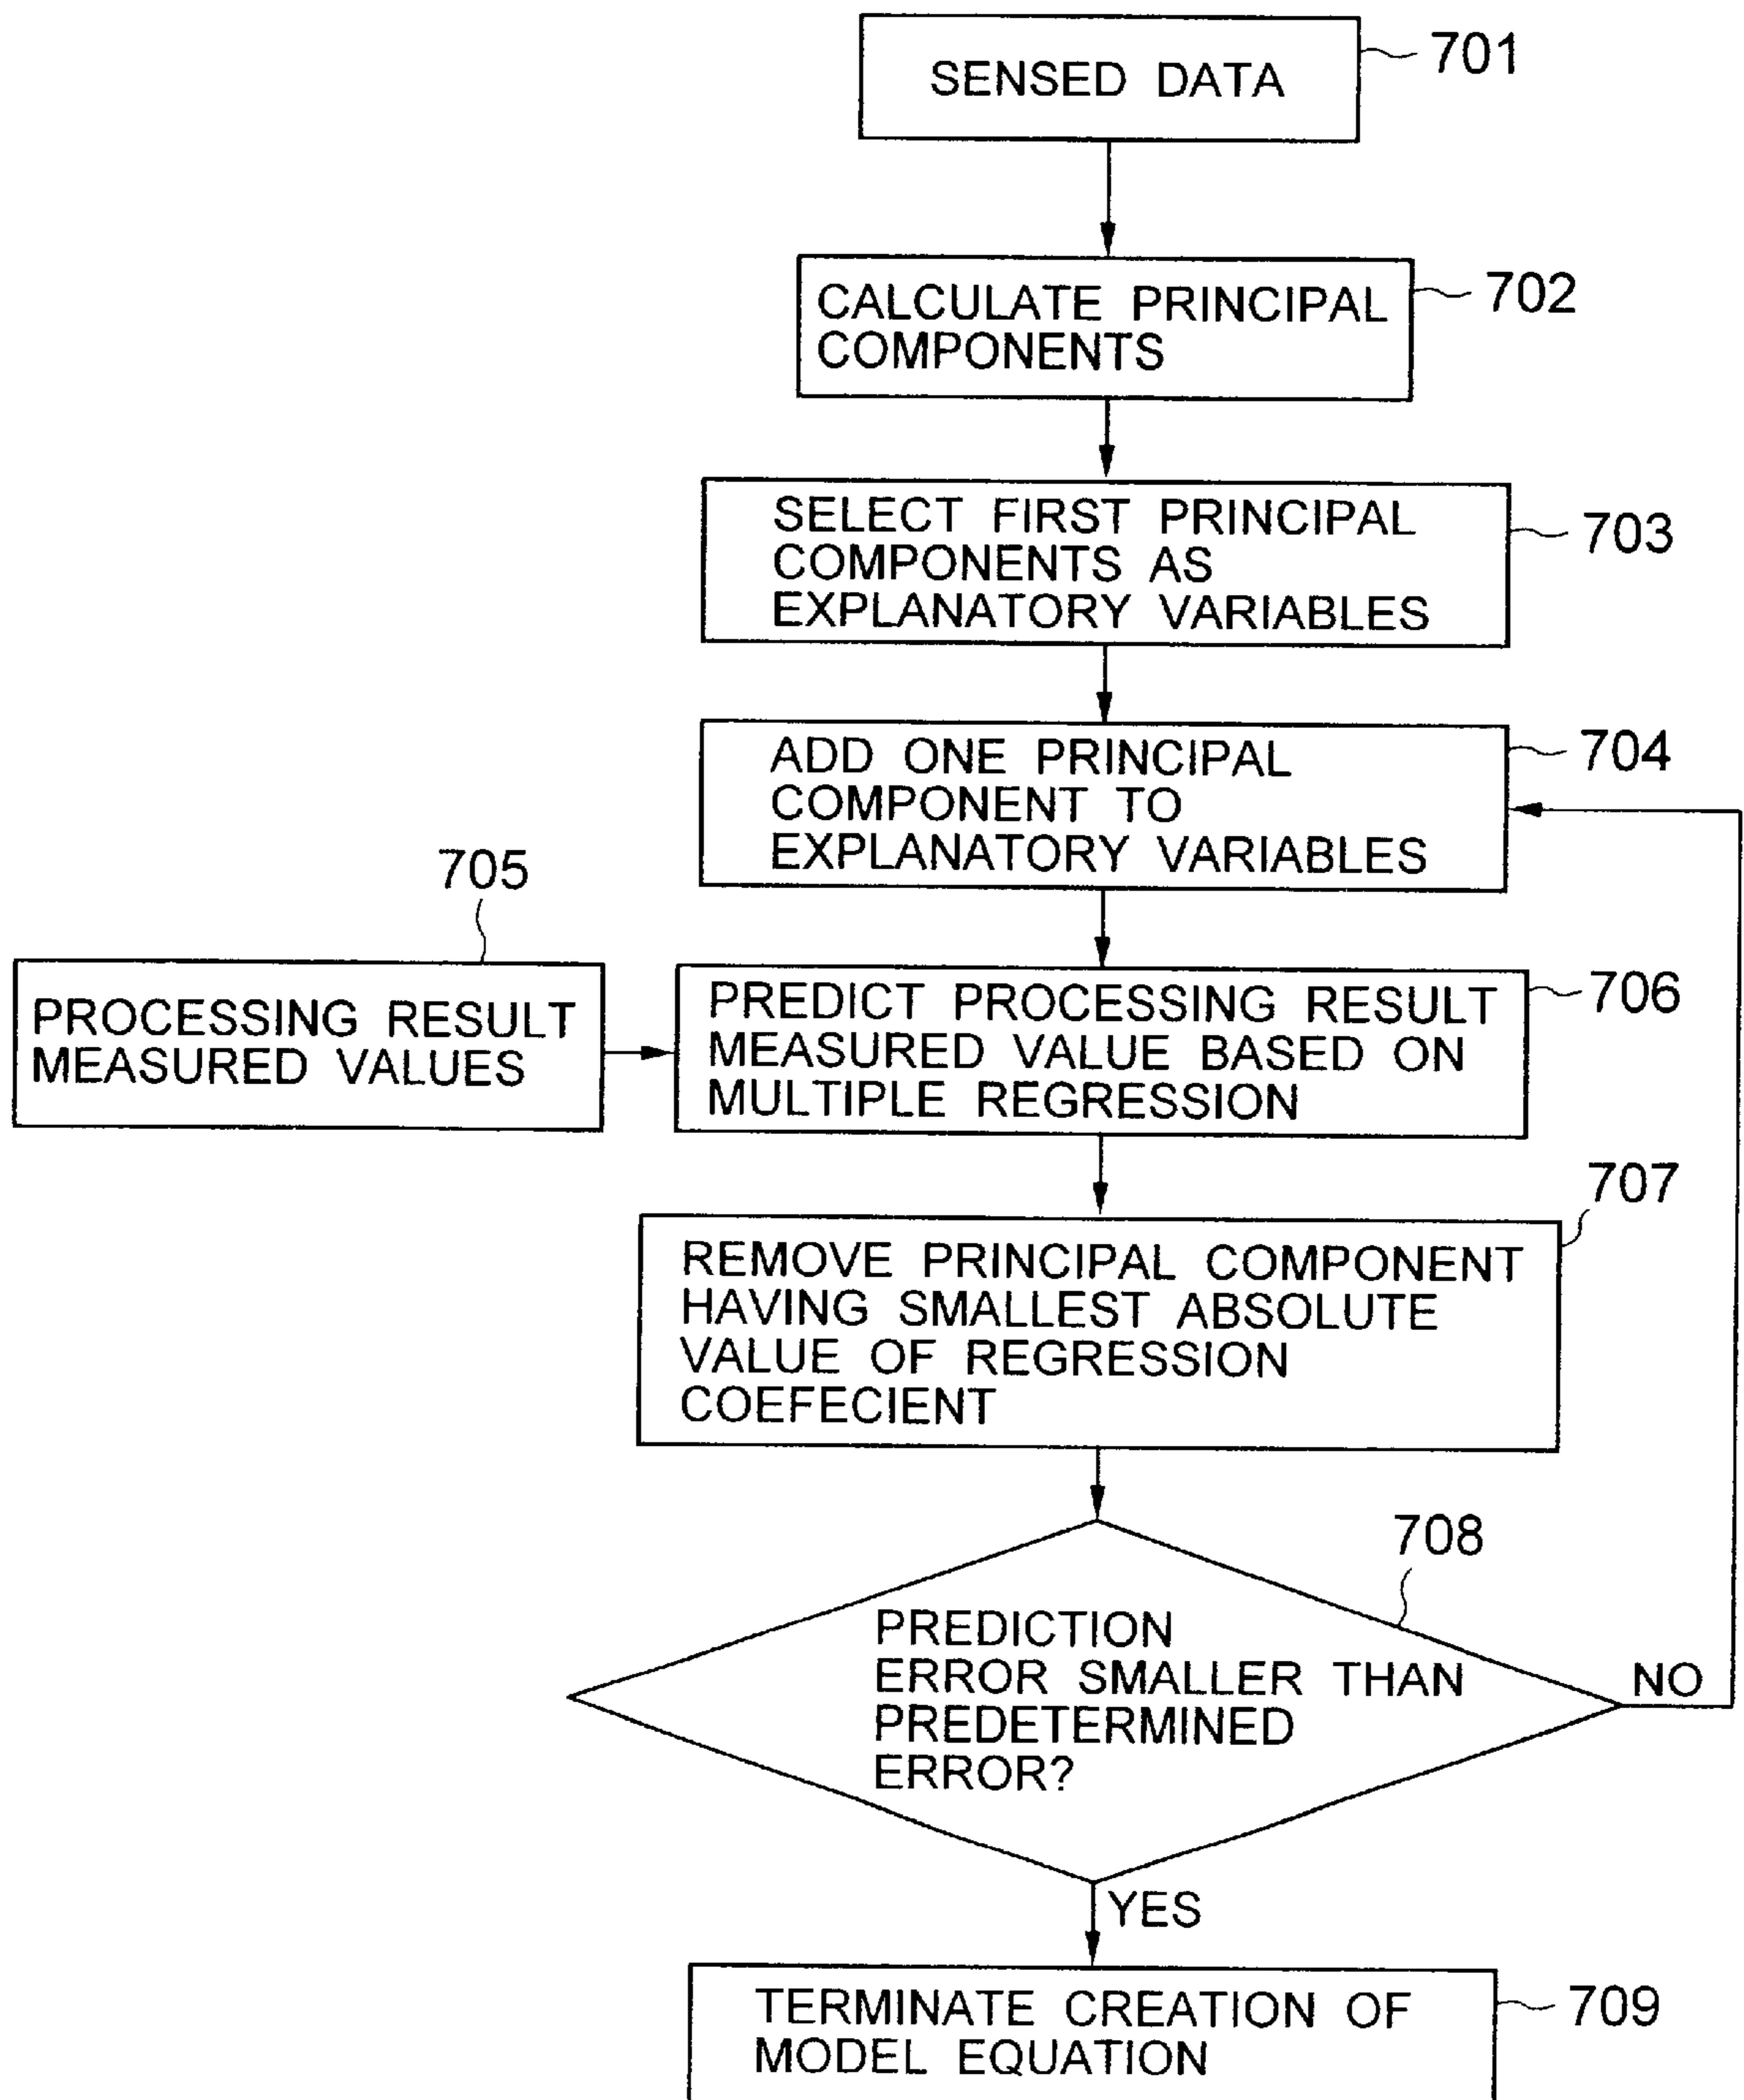 SENSED DATA
701
CALCULATE PRINCIPAL
COMPONENTS
702
SELECT FIRST PRINCIPAL
COMPONENTS AS
EXPLANATORY VARIABLES
703
ADD ONE PRINCIPAL
COMPONENT TO
EXPLANATORY VARIABLES
704
705
PROCESSING RESULT
MEASURED VALUES
PREDICT PROCESSING RESULT
MEASURED VALUE BASED ON
MULTIPLE REGRESSION
706
707
REMOVE PRINCIPAL COMPONENT
HAVING SMALLEST ABSOLUTE
VALUE OF REGRESSION
COEFECIENT
708
PREDICTION
ERROR SMALLER THAN
PREDETERMINED
ERROR?
NO
YES
TERMINATE CREATION OF
MODEL EQUATION
709